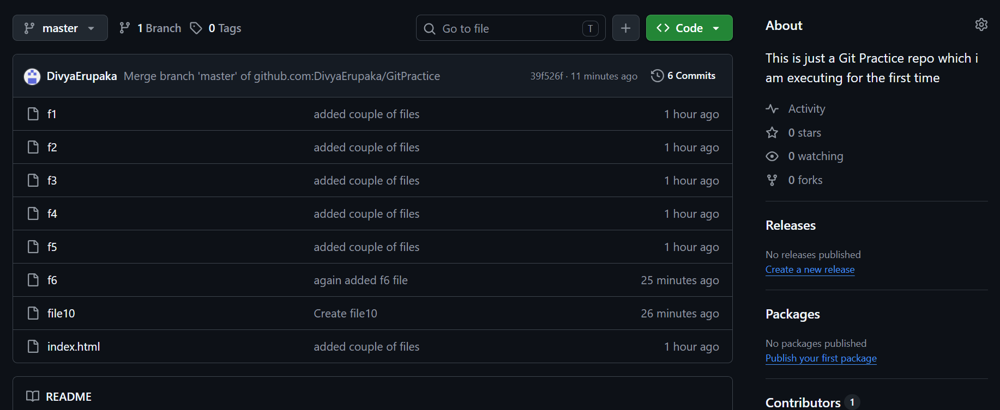 master 1 Branch 0 Tags Go to file T Code
DivyaErupaka Merge branch 'master' of github.com:DivyaErupaka/GitPractice 39f526f · 11 minutes ago 6 Commits
f1 added couple of files 1 hour ago
f2 added couple of files 1 hour ago
f3 added couple of files 1 hour ago
f4 added couple of files 1 hour ago
f5 added couple of files 1 hour ago
f6 again added f6 file 25 minutes ago
file10 Create file10 26 minutes ago
index.html added couple of files 1 hour ago
README
About
This is just a Git Practice repo which i
am executing for the first time
Activity
0 stars
0 watching
0 forks
Releases
No releases published
Create a new release
Packages
No packages published
Publish your first package
Contributors 1